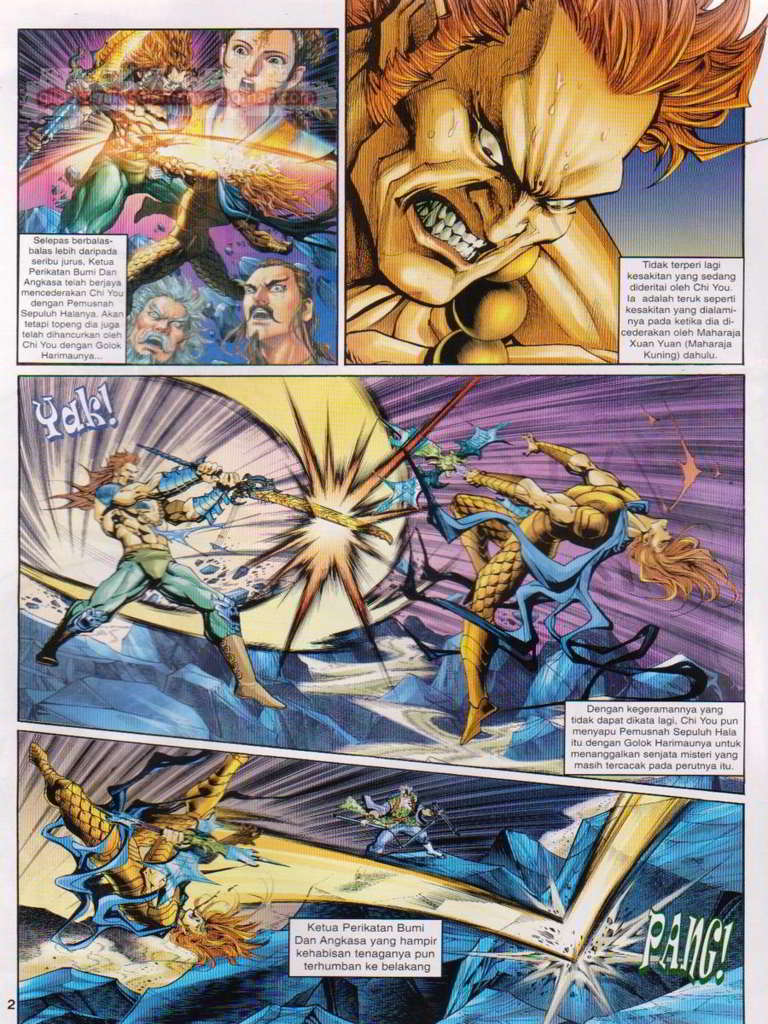 Selepas berbalas-
balas lebih daripada
seribu jurus, Ketua
Perikatan Bumi Dan
Angkasa telah berjaya
mencederakan Chi You
dengan Pemusnah
Sepuluh Halanya. Akan
tetapi topeng dia juga
telah dihancurkan oleh
Chi You dengan Golok
Harimaunya...
Tidak terperi lagi
kesakitan yang sedang
dideritai oleh Chi You.
Ia adalah teruk seperti
kesakitan yang dialami-
nya pada ketika dia di-
cederakan oleh Maharaja
Xuan Yuan (Maharaja
Kuning) dahulu.
Yak!
Dengan kegeramannya yang
tidak dapat dikata lagi, Chi You pun
menyapu Pemusnah Sepuluh Hala
itu dengan Golok Harimaunya untuk
menanggalkan senjata misteri yang
masih tercacak pada perutnya itu.
Ketua Perikatan Bumi
Dan Angkasa yang hampir
kehabisan tenaganya pun
terhumban ke belakang
PANG!
2